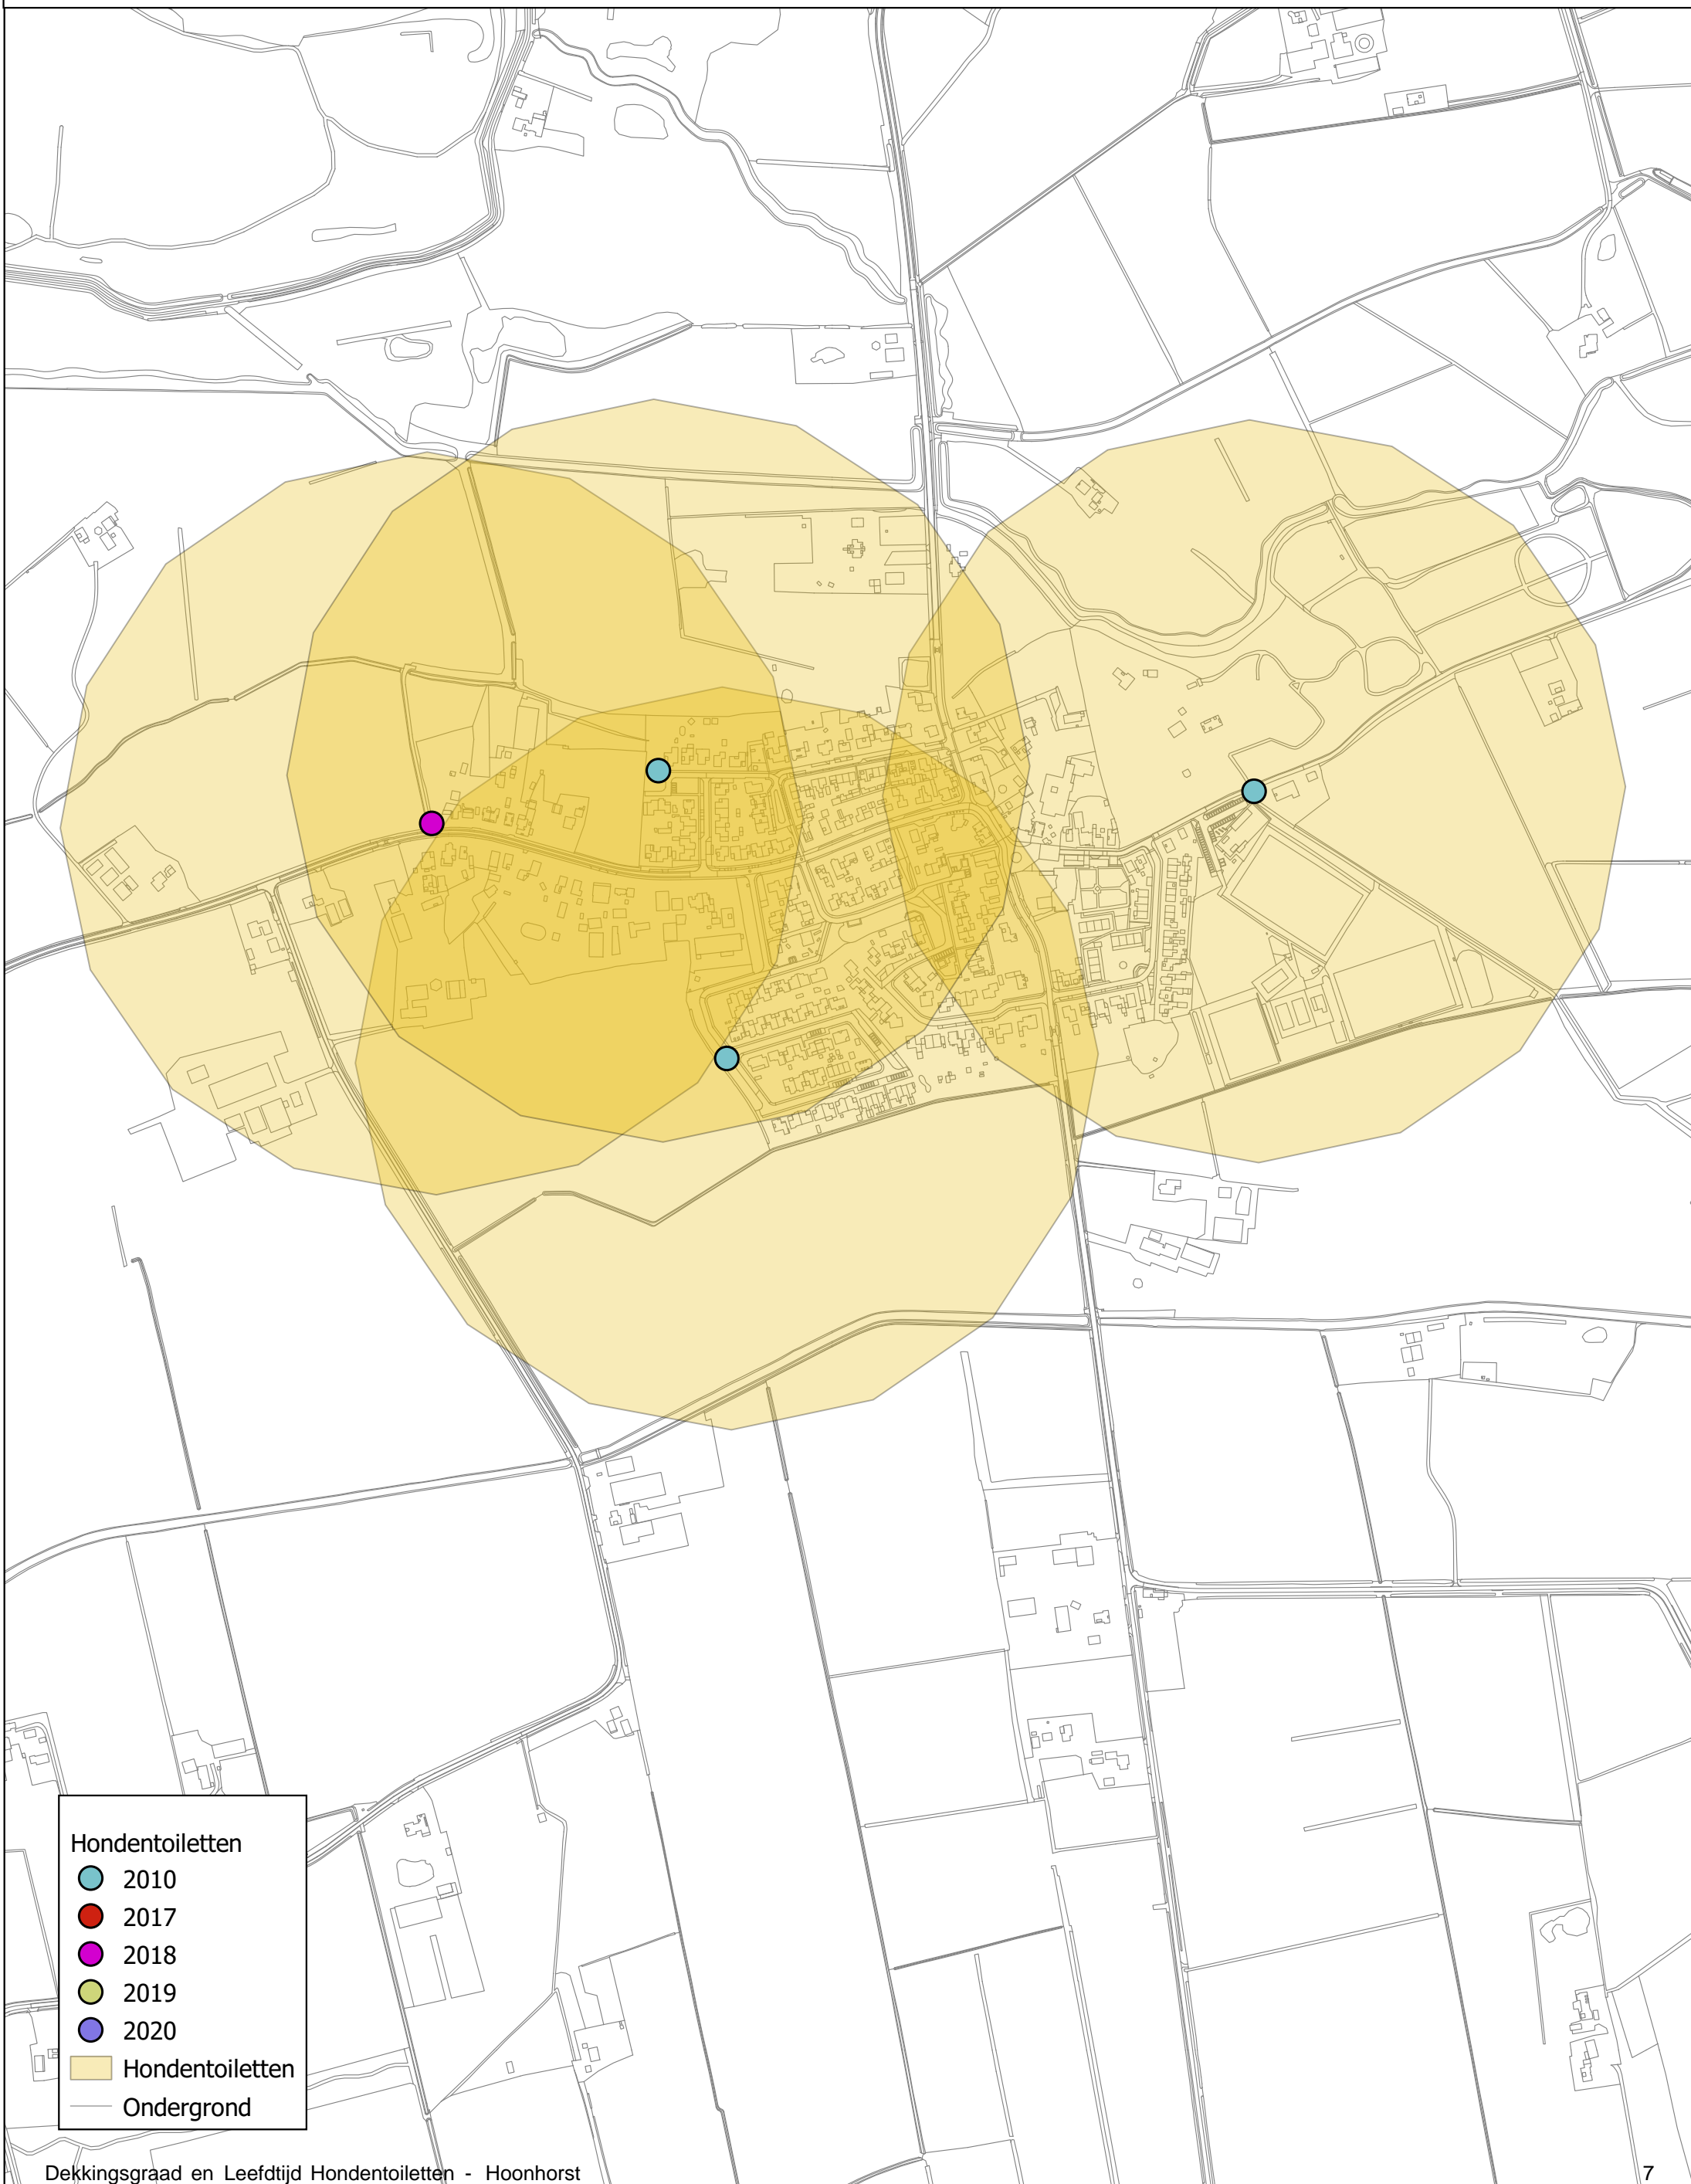 Hondentoiletten
2010
2017
2018
2019
2020
Hondentoiletten
Ondergrond
Dekkingsgraad en Leefdtijd Hondentoiletten - Hoonhorst 7